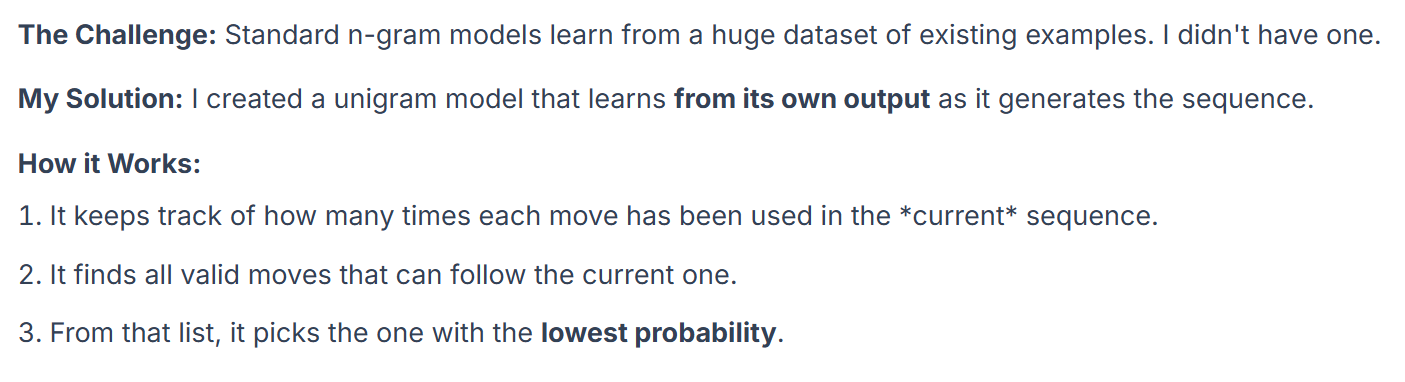 The Challenge: Standard n-gram models learn from a huge dataset of existing examples. I didn't have one.
My Solution: I created a unigram model that learns from its own output as it generates the sequence.
How it Works:
1. It keeps track of how many times each move has been used in the *current* sequence.
2. It finds all valid moves that can follow the current one.
3. From that list, it picks the one with the lowest probability.